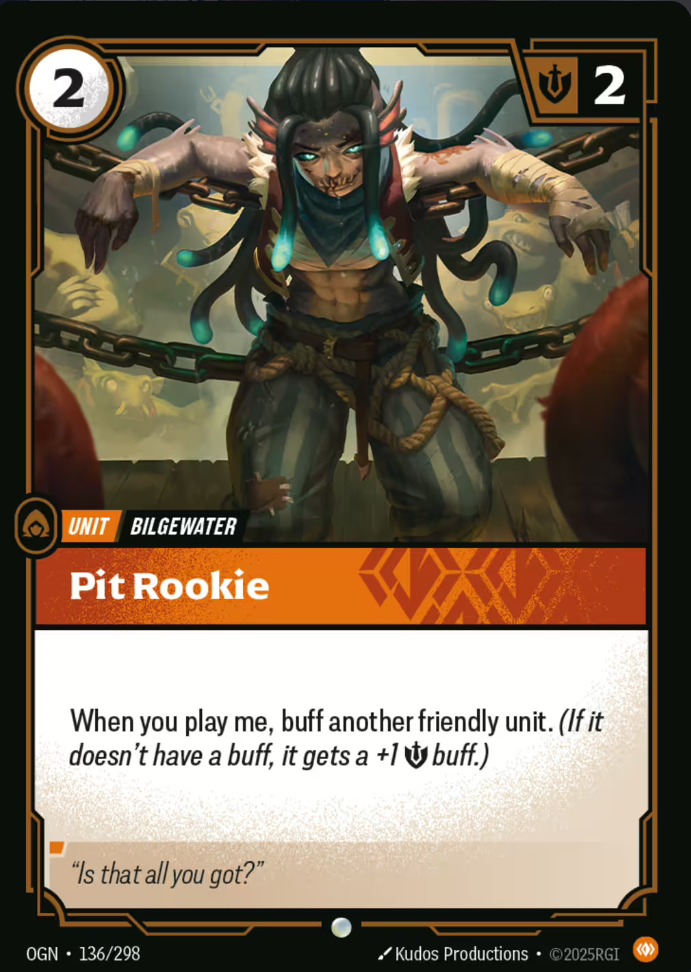 2
2
UNIT BILGEWATER
Pit Rookie
When you play me, buff another friendly unit. (If it
doesn't have a buff, it gets a +1 buff.)
"Is that all you got?"
OGN • 136/298
Kudos Productions • ©2025RGI